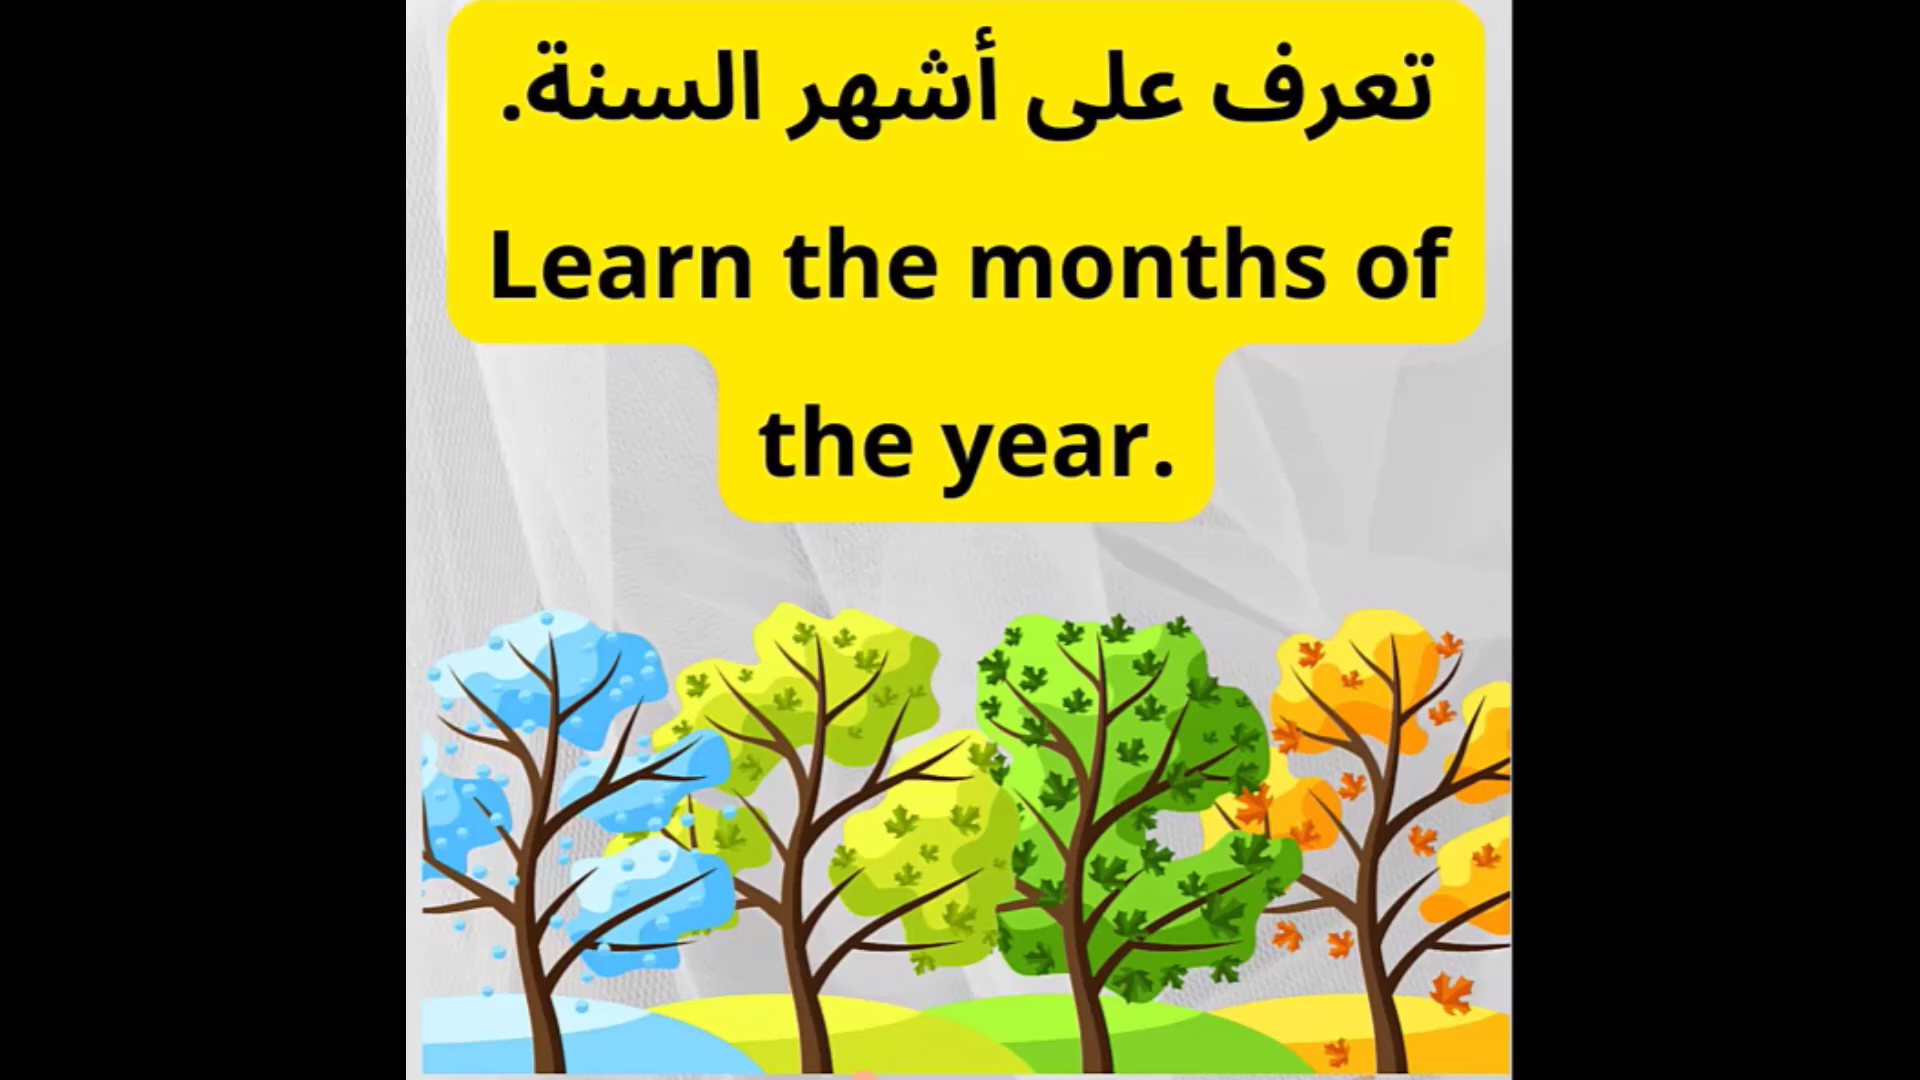 تعرف على أشهر السنة.
Learn the months of
the year.